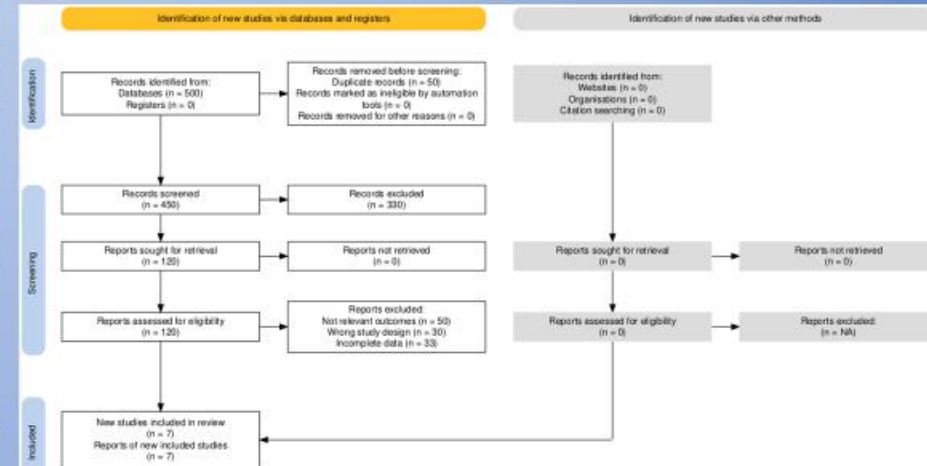 Identification of new studies via databases and registers
Identification of new studies via other methods
Identification
Records identified from:
Databases (n = 500)
Registers (n = 0)
Records removed before screening:
Duplicate records (n = 50)
Records marked as ineligible by automation
tools (n = 0)
Records removed for other reasons (n = 0)
Records identified from:
Websites (n = 0)
Organisations (n = 0)
Citation searching (n = 0)
Screening
Records screened
(n = 450)
Records excluded
(n = 330)
Reports sought for retrieval
(n = 120)
Reports not retrieved
(n = 0)
Reports sought for retrieval
(n = 0)
Reports not retrieved
(n = 0)
Reports assessed for eligibility
(n = 120)
Reports excluded:
Not relevant outcomes (n = 50)
Wrong study design (n = 30)
Incomplete data (n = 33)
Reports assessed for eligibility
(n = 0)
Reports excluded:
(n = NA)
Included
New studies included in review
(n = 7)
Reports of new included studies
(n = 7)